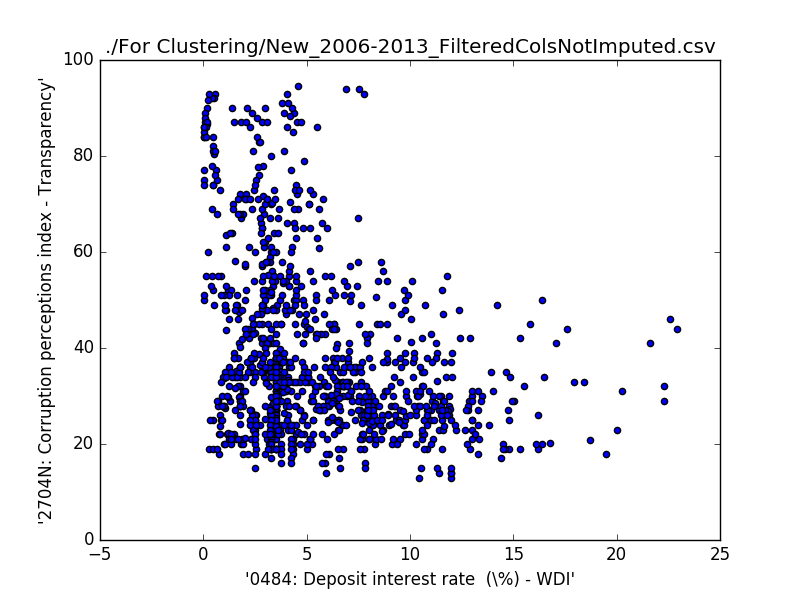 ./For Clustering/New_2006-2013_FilteredColsNotImputed.csv
100
80
60
40
20
0
'2704N: Corruption perceptions index - Transparency'
−5 0 5 10 15 20 25
'0484: Deposit interest rate  (\%) - WDI'